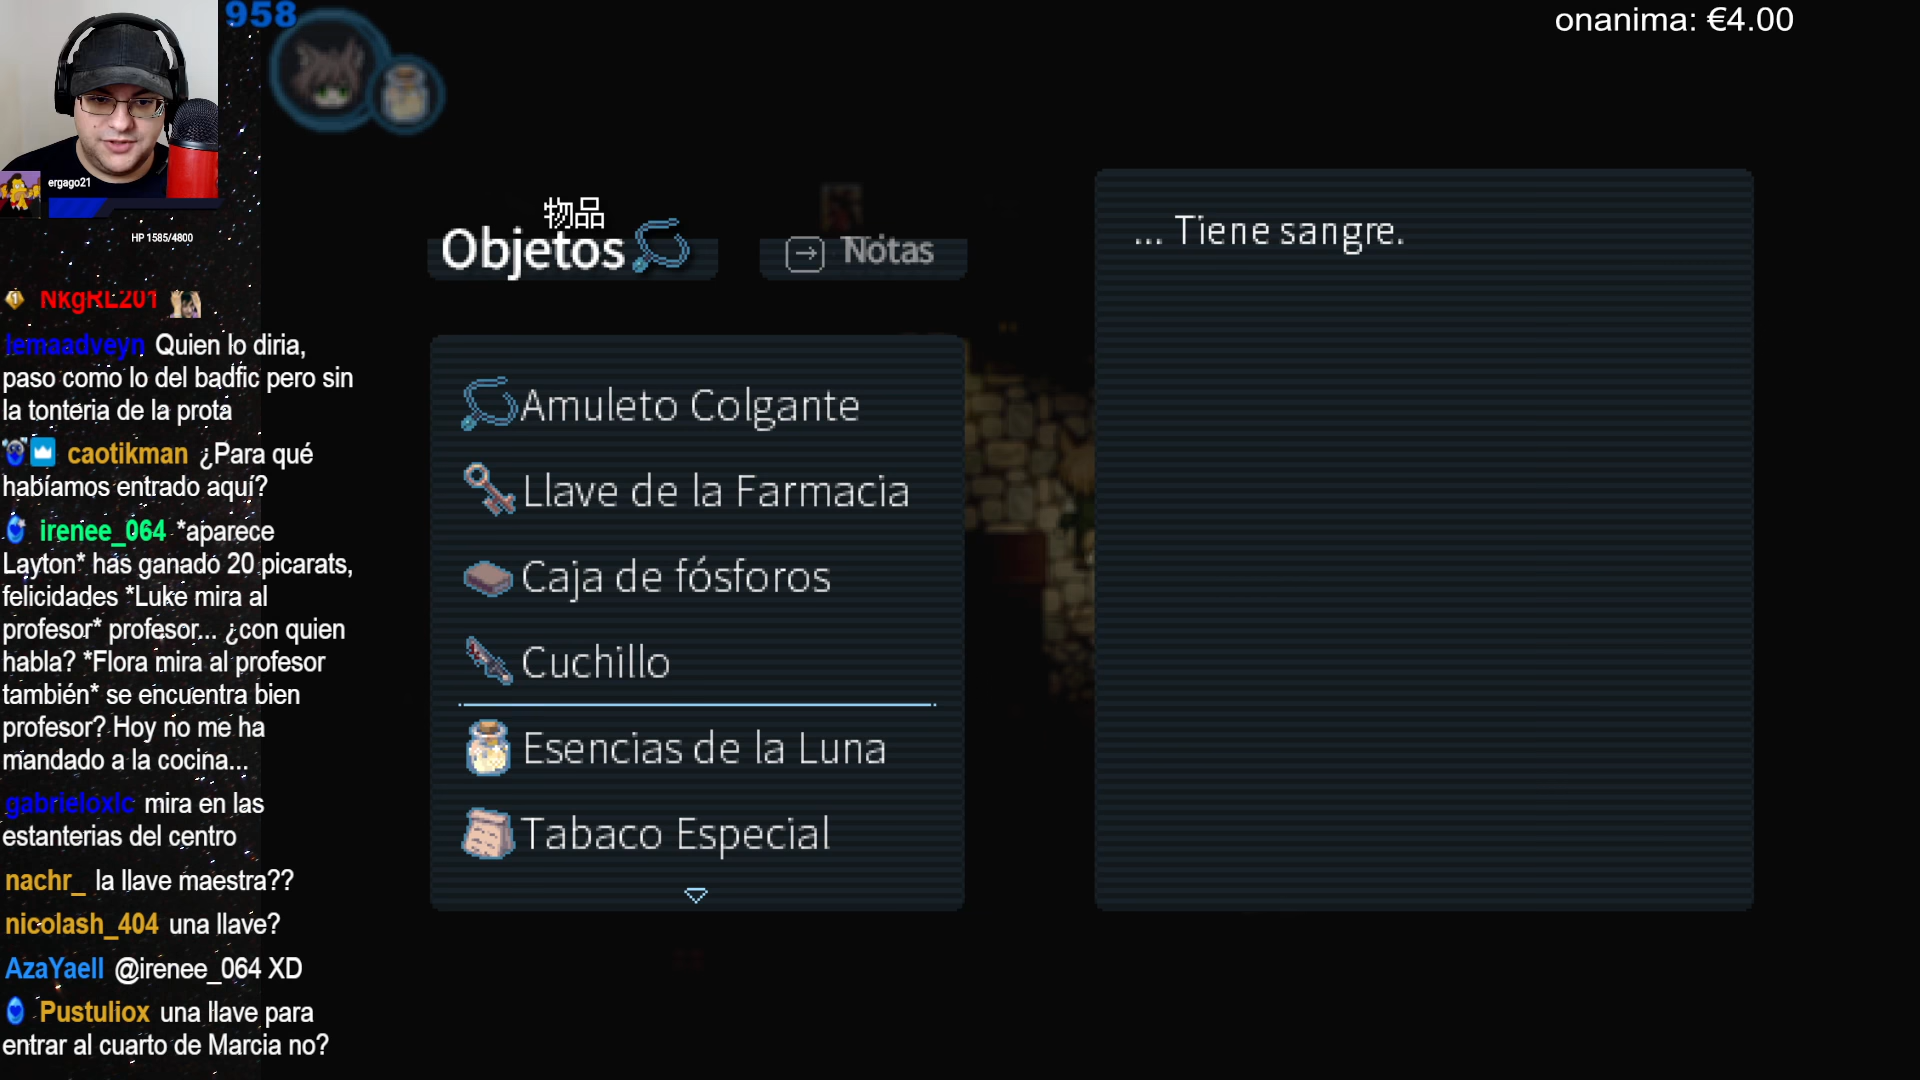 958
onanima: €4.00
ergago21
HP 1585/4800
NkgRL201
lemaadveyn Quien lo diria,
paso como lo del badfic pero sin
la tonteria de la prota
caotikman ¿Para qué
habíamos entrado aquí?
irenee_064 *aparece
Layton* has ganado 20 picarats,
felicidades *Luke mira al
profesor* profesor... ¿con quien
habla? *Flora mira al profesor
también* se encuentra bien
profesor? Hoy no me ha
mandado a la cocina...
gabrieloxlc mira en las
estanterias del centro
nachr_ la llave maestra??
nicolash_404 una llave?
AzaYaell @irenee_064 XD
Pustuliox una llave para
entrar al cuarto de Marcia no?
物品
Objetos
Notas
Amuleto Colgante
Llave de la Farmacia
Caja de fósforos
Cuchillo
Esencias de la Luna
Tabaco Especial
... Tiene sangre.